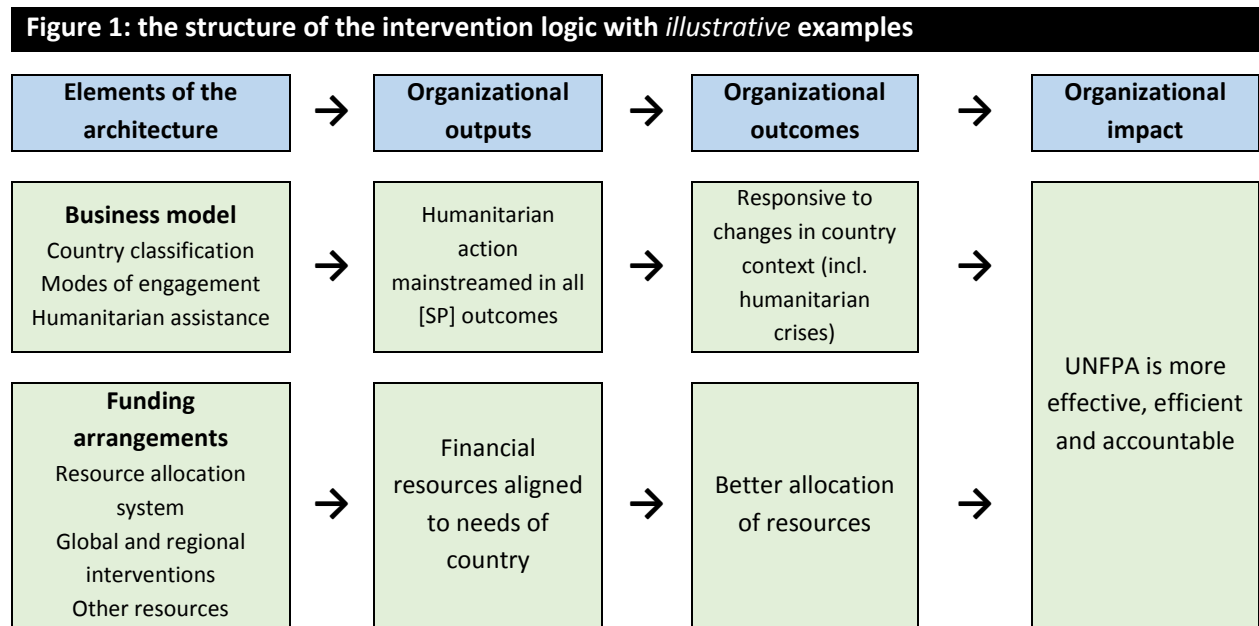 Figure 1: the structure of the intervention logic with illustrative examples
Elements of the
architecture
→
Organizational
outputs
→
Organizational
outcomes
→
Organizational
impact
Business model
Country classification
Modes of engagement
Humanitarian assistance
→
Humanitarian
action
mainstreamed in all
[SP] outcomes
→
Responsive to
changes in country
context (incl.
humanitarian
crises)
→
Funding
arrangements
Resource allocation
system
Global and regional
interventions
Other resources
→
Financial
resources aligned
to needs of
country
→
Better allocation
of resources
→
UNFPA is more
effective, efficient
and accountable